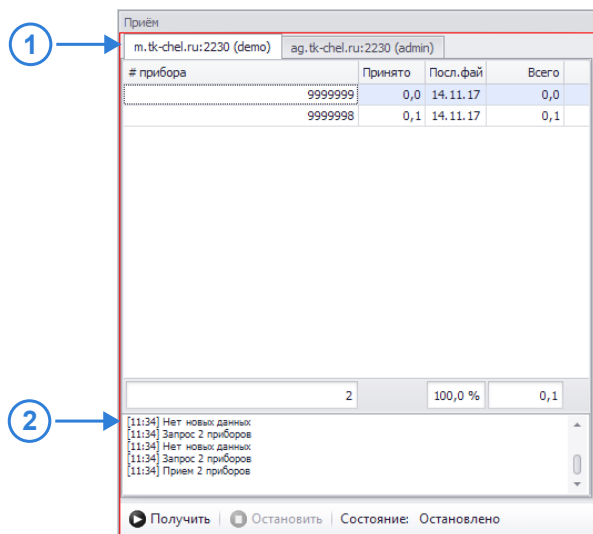 Приём
1
m.tk-chel.ru:2230 (demo) ag.tk-chel.ru:2230 (admin)
# прибора Принято Посл.фай Всего
9999999 0,0 14.11.17 0,0
9999998 0,1 14.11.17 0,1
2 100,0 % 0,1
2
[11:34] Нет новых данных
[11:34] Запрос 2 приборов
[11:34] Нет новых данных
[11:34] Запрос 2 приборов
[11:34] Прием 2 приборов
Получить Остановить Состояние: Остановлено